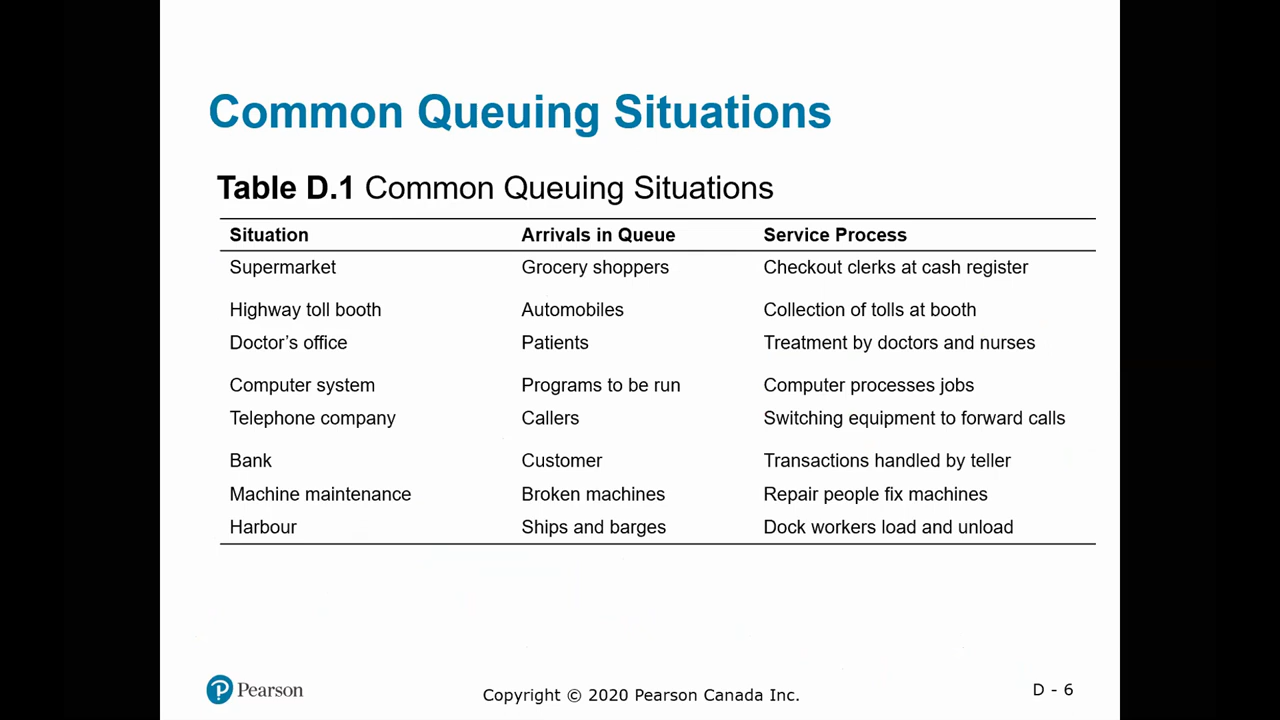 Common Queuing Situations
Table D.1 Common Queuing Situations
Situation Arrivals in Queue Service Process
Supermarket Grocery shoppers Checkout clerks at cash register
Highway toll booth Automobiles Collection of tolls at booth
Doctor’s office Patients Treatment by doctors and nurses
Computer system Programs to be run Computer processes jobs
Telephone company Callers Switching equipment to forward calls
Bank Customer Transactions handled by teller
Machine maintenance Broken machines Repair people fix machines
Harbour Ships and barges Dock workers load and unload
Pearson Copyright © 2020 Pearson Canada Inc. D - 6